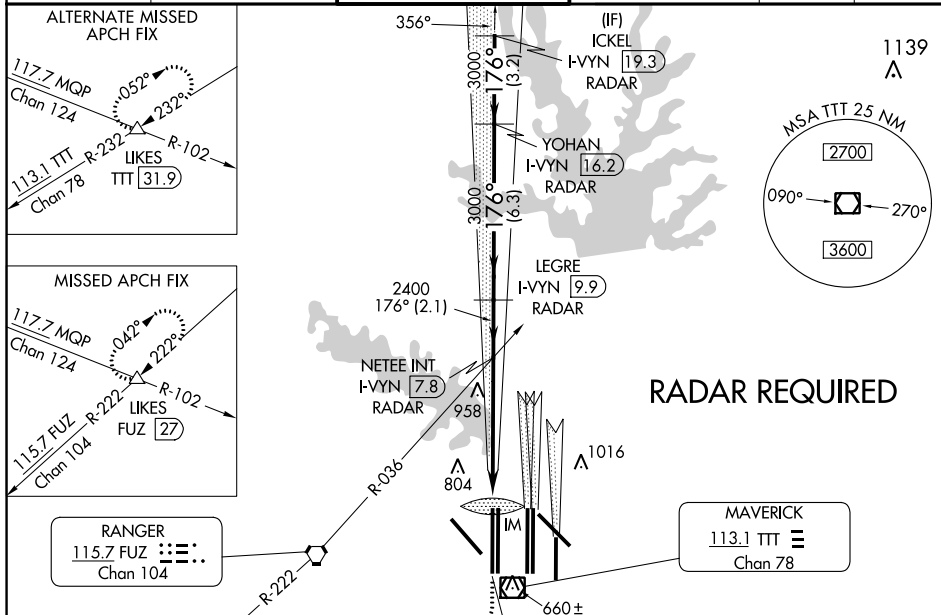 ALTERNATE MISSED
APCH FIX
117.7 MQP
Chan 124
052°
232°
R-232
R-102
113.1 TTT
Chan 78
LIKES
TTT 31.9
MISSED APCH FIX
117.7 MQP
Chan 124
042°
222°
R-222
R-102
115.7 FUZ
Chan 104
LIKES
FUZ 27
356°
(IF)
ICKEL
I-VYN 19.3
RADAR
3000
176°
(3.2)
YOHAN
I-VYN 16.2
RADAR
3000
176°
(6.3)
LEGRE
I-VYN 9.9
RADAR
2400
176° (2.1)
NETEE INT
I-VYN 7.8
RADAR
958
804
1016
1139
MSA TTT 25 NM
2700
090°
270°
3600
RADAR REQUIRED
R-036
R-222
IM
RANGER
115.7 FUZ
Chan 104
MAVERICK
113.1 TTT
Chan 78
660±